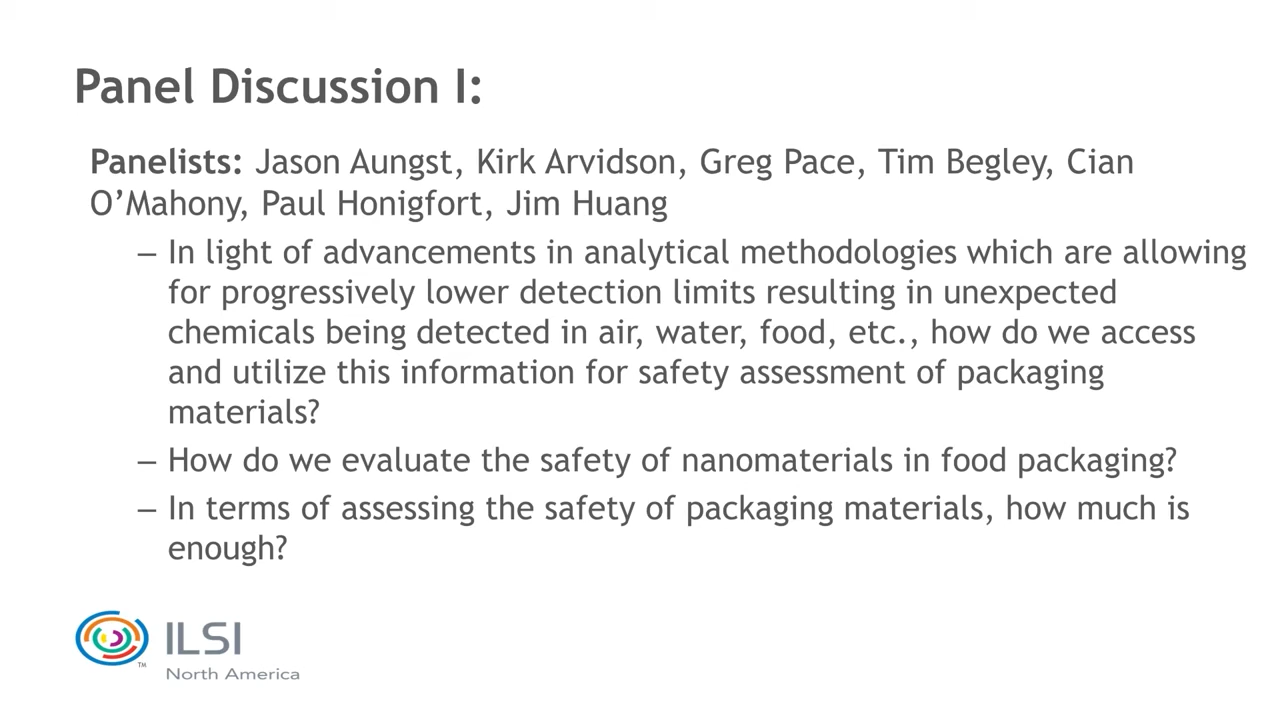 Panel Discussion I:
Panelists: Jason Aungst, Kirk Arvidson, Greg Pace, Tim Begley, Cian
O’Mahony, Paul Honigfort, Jim Huang
– In light of advancements in analytical methodologies which are allowing
for progressively lower detection limits resulting in unexpected
chemicals being detected in air, water, food, etc., how do we access
and utilize this information for safety assessment of packaging
materials?
– How do we evaluate the safety of nanomaterials in food packaging?
– In terms of assessing the safety of packaging materials, how much is
enough?
ILSI
TM
North America